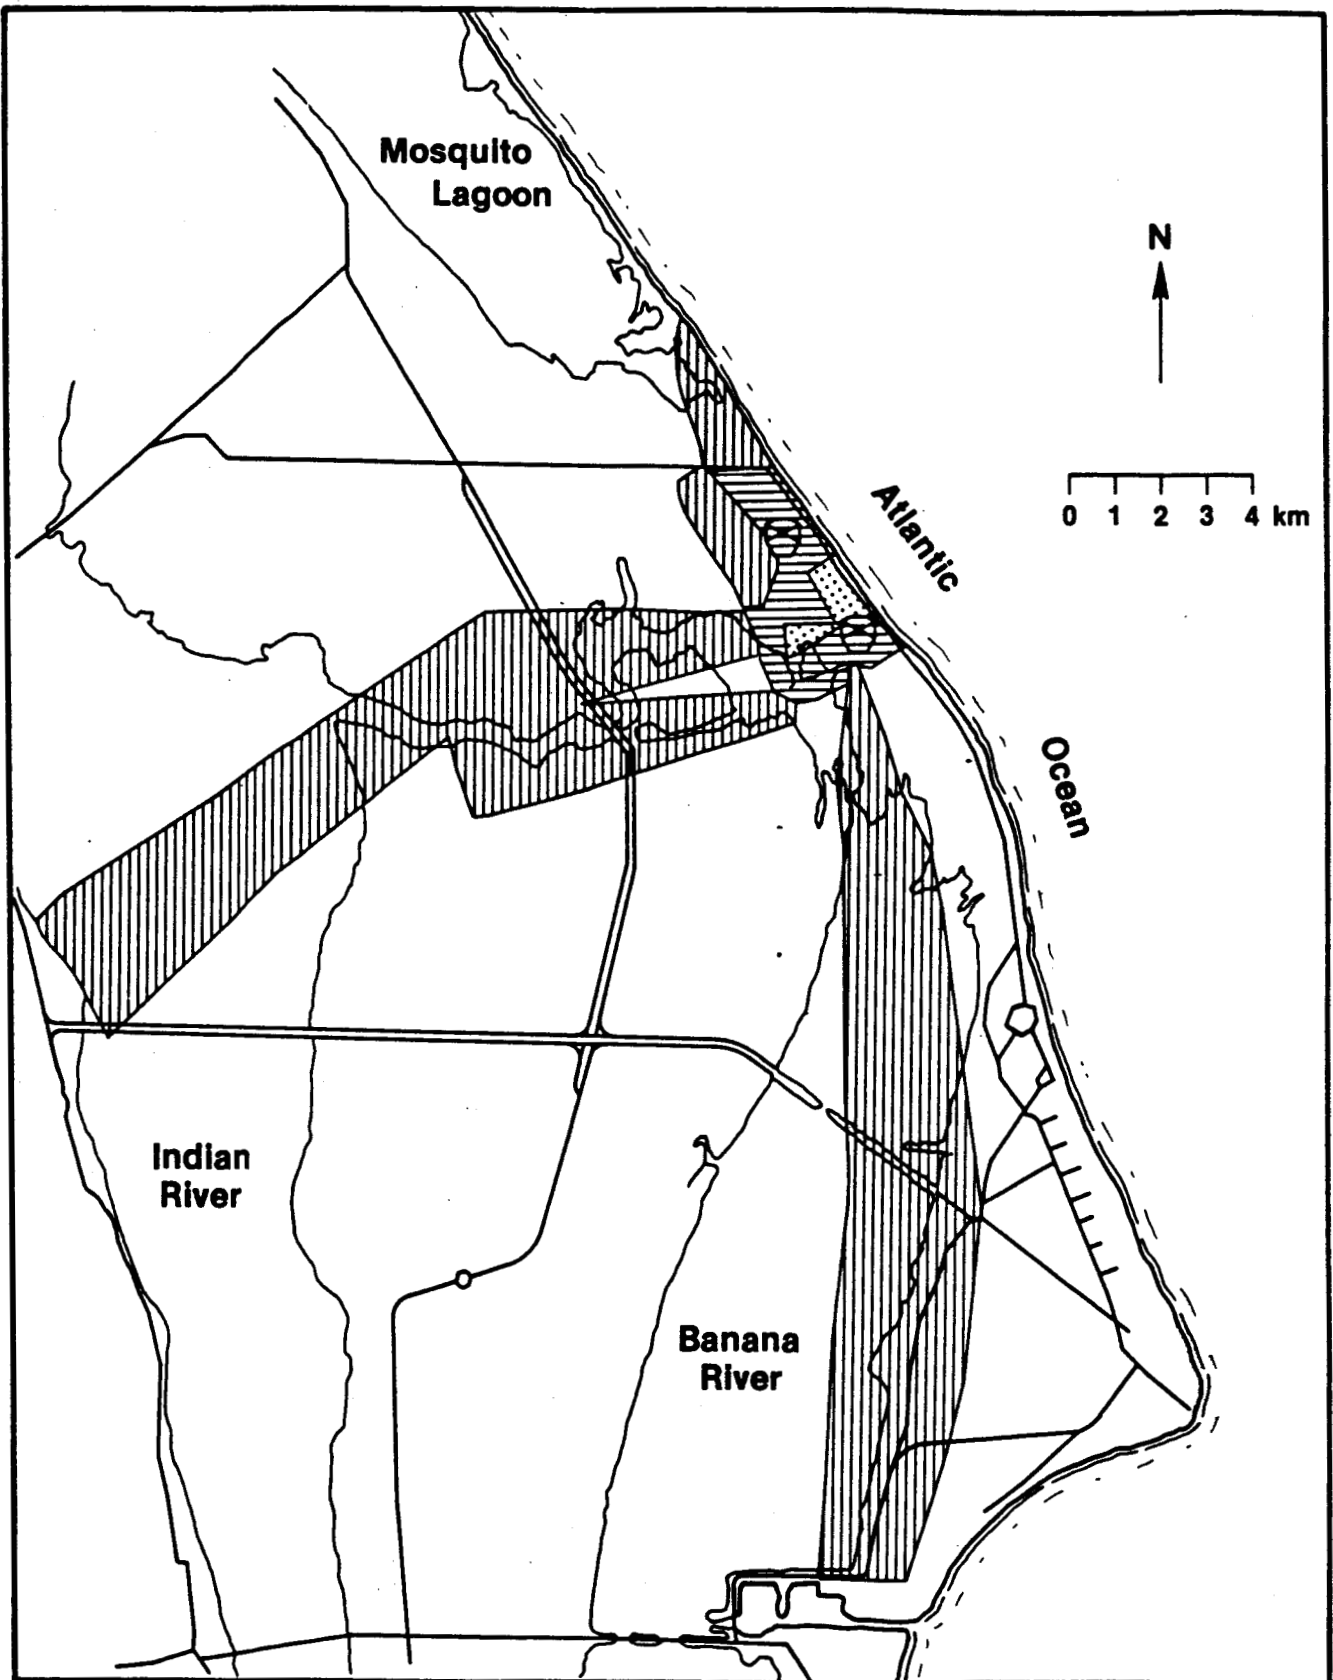 Mosquito
Lagoon
N
0 1 2 3 4 km
Atlantic
Ocean
Indian
River
Banana
River